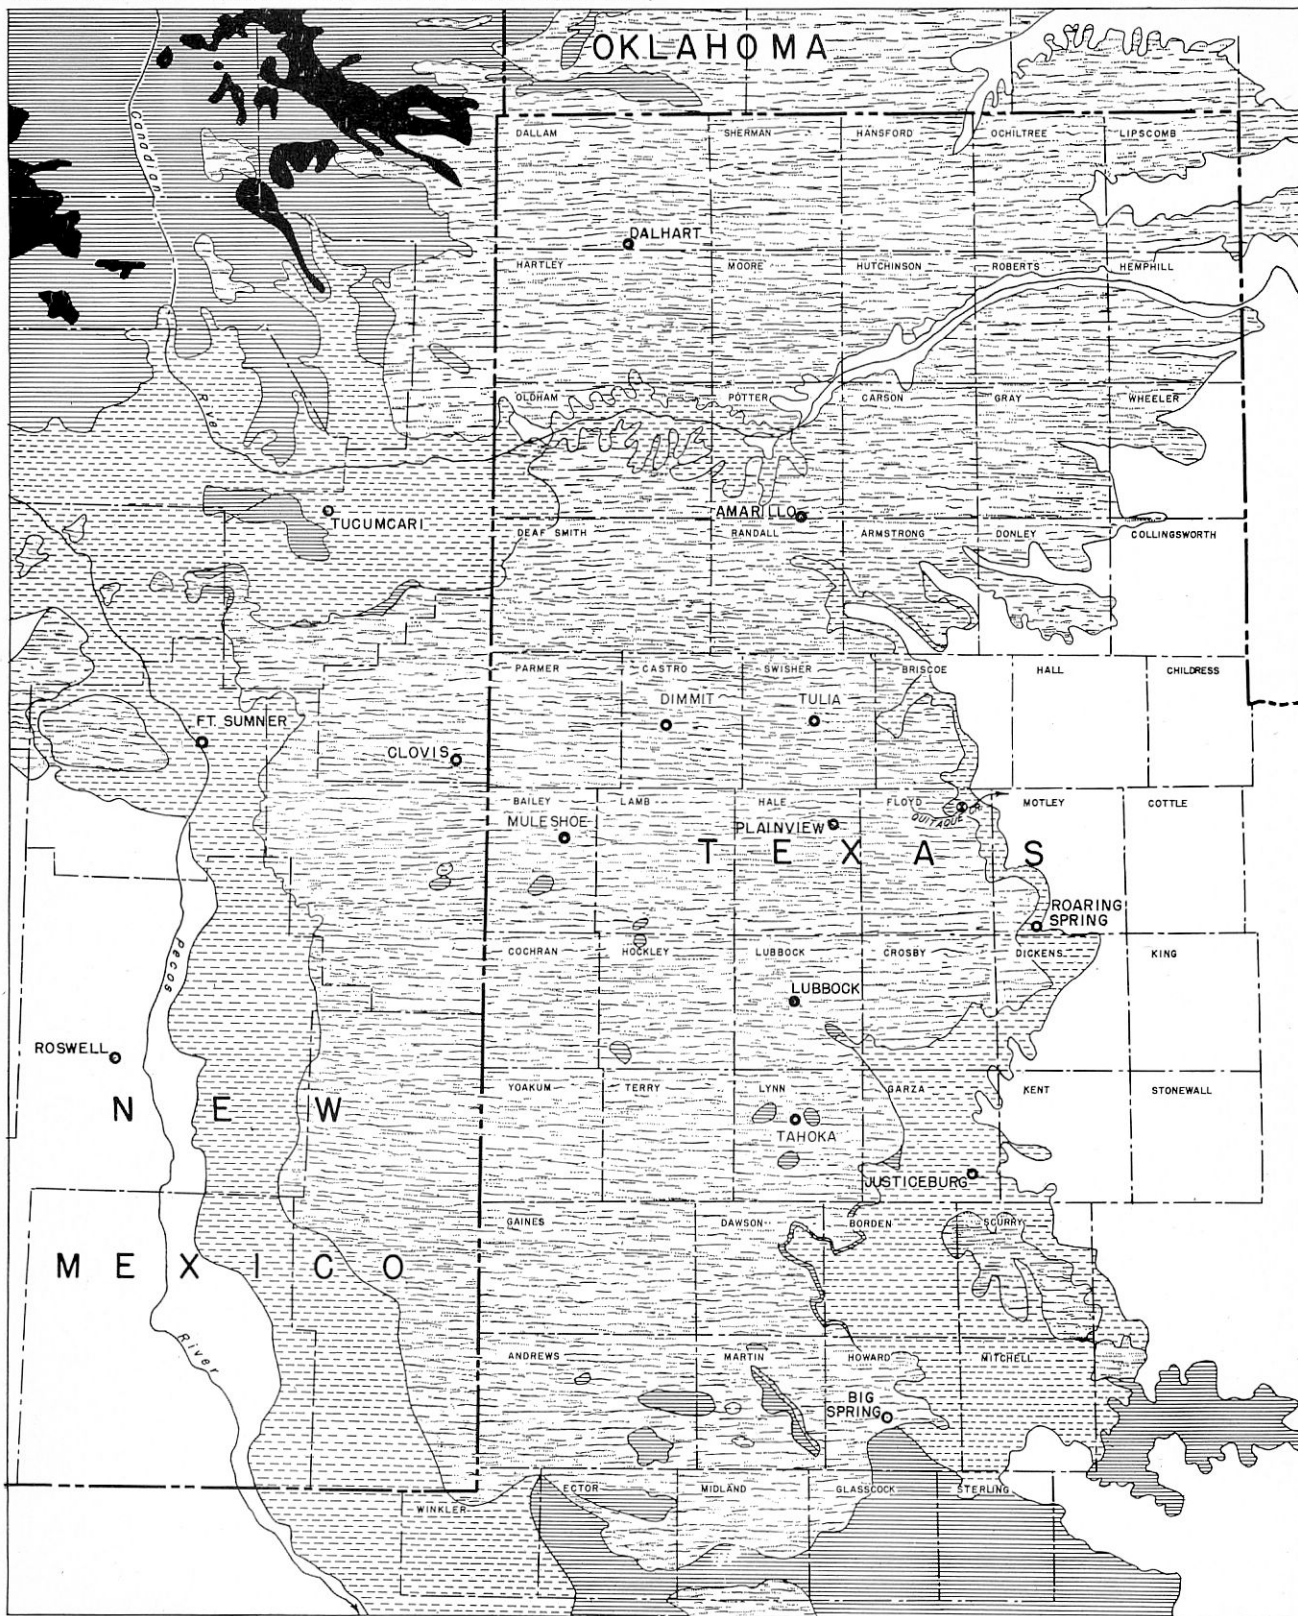 OKLAHOMA
Canadian
DALLAM
SHERMAN
HANSFORD
OCHILTREE
LIPSCOMB
DALHART
HARTLEY
MOORE
HUTCHINSON
ROBERTS
HEMPHILL
River
OLDHAM
POTTER
CARSON
GRAY
WHEELER
TUCUMCARI
AMARILLO
DEAF SMITH
RANDALL
ARMSTRONG
DONLEY
COLLINGSWORTH
PARMER
CASTRO
SWISHER
BRISCOE
HALL
CHILDRESS
DIMMIT
TULIA
FT. SUMNER
CLOVIS
BAILEY
LAMB
HALE
FLOYD
MOTLEY
COTTLE
QUITAQUE
MULESHOE
PLAINVIEW
TEXAS
ROARING
SPRING
Pecos
COCHRAN
HOCKLEY
LUBBOCK
CROSBY
DICKENS
KING
LUBBOCK
ROSWELL
YOAKUM
TERRY
LYNN
GARZA
KENT
STONEWALL
NEW
TAHOKA
JUSTICEBURG
GAINES
DAWSON
BORDEN
SCURRY
MEXICO
River
ANDREWS
MARTIN
HOWARD
MITCHELL
BIG
SPRING
WINKLER
ECTOR
MIDLAND
GLASSCOCK
STERLING